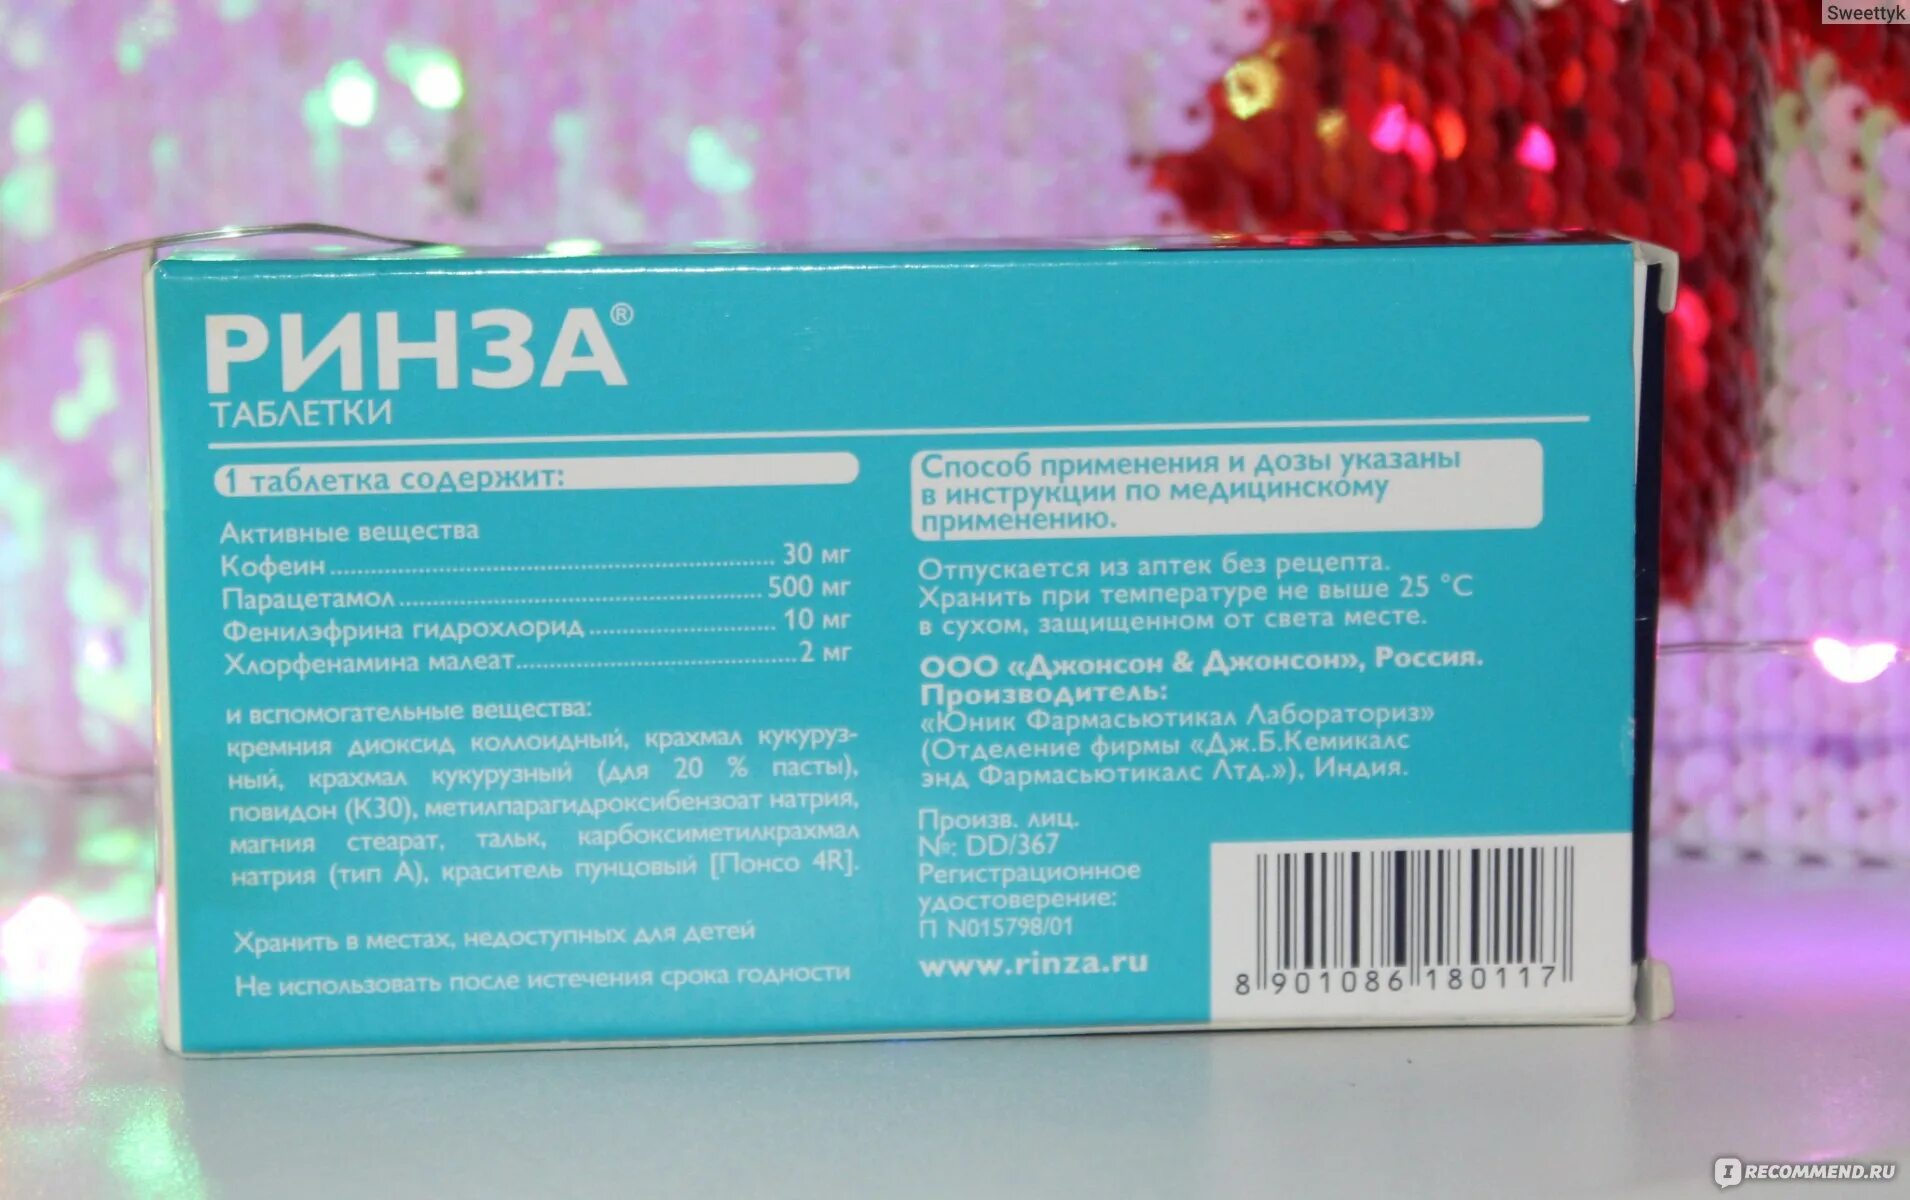 Sweettyk
РИНЗА®
ТАБЛЕТКИ
1 таблетка содержит:
Активные вещества
Кофеин 30 мг
Парацетамол 500 мг
Фенилэфрина гидрохлорид 10 мг
Хлорфенамина малеат 2 мг
и вспомогательные вещества:
кремния диоксид коллоидный, крахмал кукуруз-
ный, крахмал кукурузный (для 20 % пасты),
повидон (К30), метилпарагидроксибензоат натрия,
магния стеарат, тальк, карбоксиметилкрахмал
натрия (тип А), краситель пунцовый [Понсо 4R].
Хранить в местах, недоступных для детей
Не использовать после истечения срока годности
Способ применения и дозы указаны
в инструкции по медицинскому
применению.
Отпускается из аптек без рецепта.
Хранить при температуре не выше 25 °С
в сухом, защищенном от света месте.
ООО «Джонсон & Джонсон», Россия.
Производитель:
«Юник Фармасьютикал Лабораториз»
(Отделение фирмы «Дж.Б.Кемикалс
энд Фармасьютикалс Лтд.»), Индия.
Произв. лиц.
№: DD/367
Регистрационное
удостоверение:
П N015798/01
www.rinza.ru
8 901086 180117
IRECOMMEND.RU